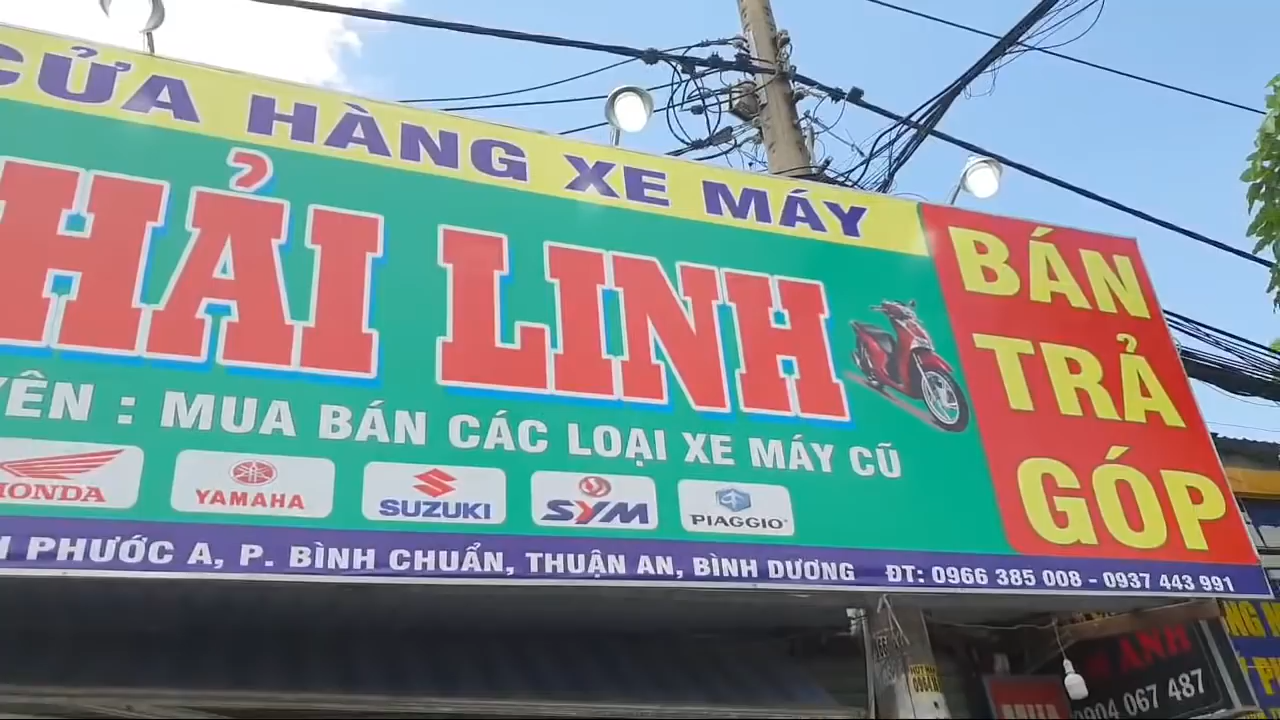 CỬA HÀNG XE MÁY
HẢI LINH
YÊN : MUA BÁN CÁC LOẠI XE MÁY CŨ
HONDA YAMAHA SUZUKI SYM PIAGGIO
H PHƯỚC A, P. BÌNH CHUẨN, THUẬN AN, BÌNH DƯƠNG ĐT: 0966 385 008 - 0937 443 991
BÁN
TRẢ
GÓP
ANH
0904 067 487